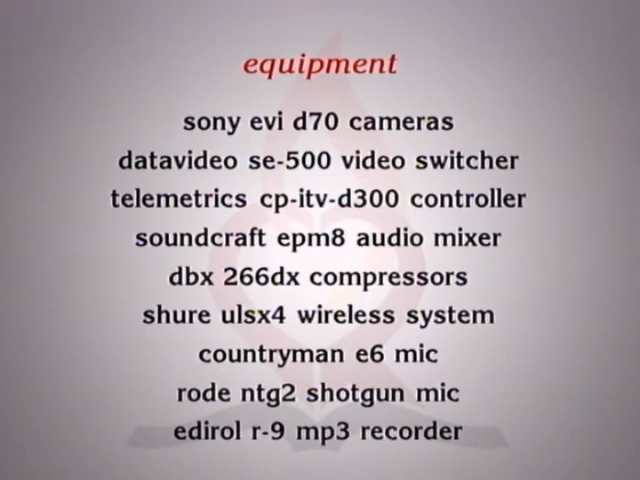 equipment
sony evi d70 cameras
datavideo se-500 video switcher
telemetrics cp-itv-d300 controller
soundcraft epm8 audio mixer
dbx 266dx compressors
shure ulsx4 wireless system
countryman e6 mic
rode ntg2 shotgun mic
edirol r-9 mp3 recorder